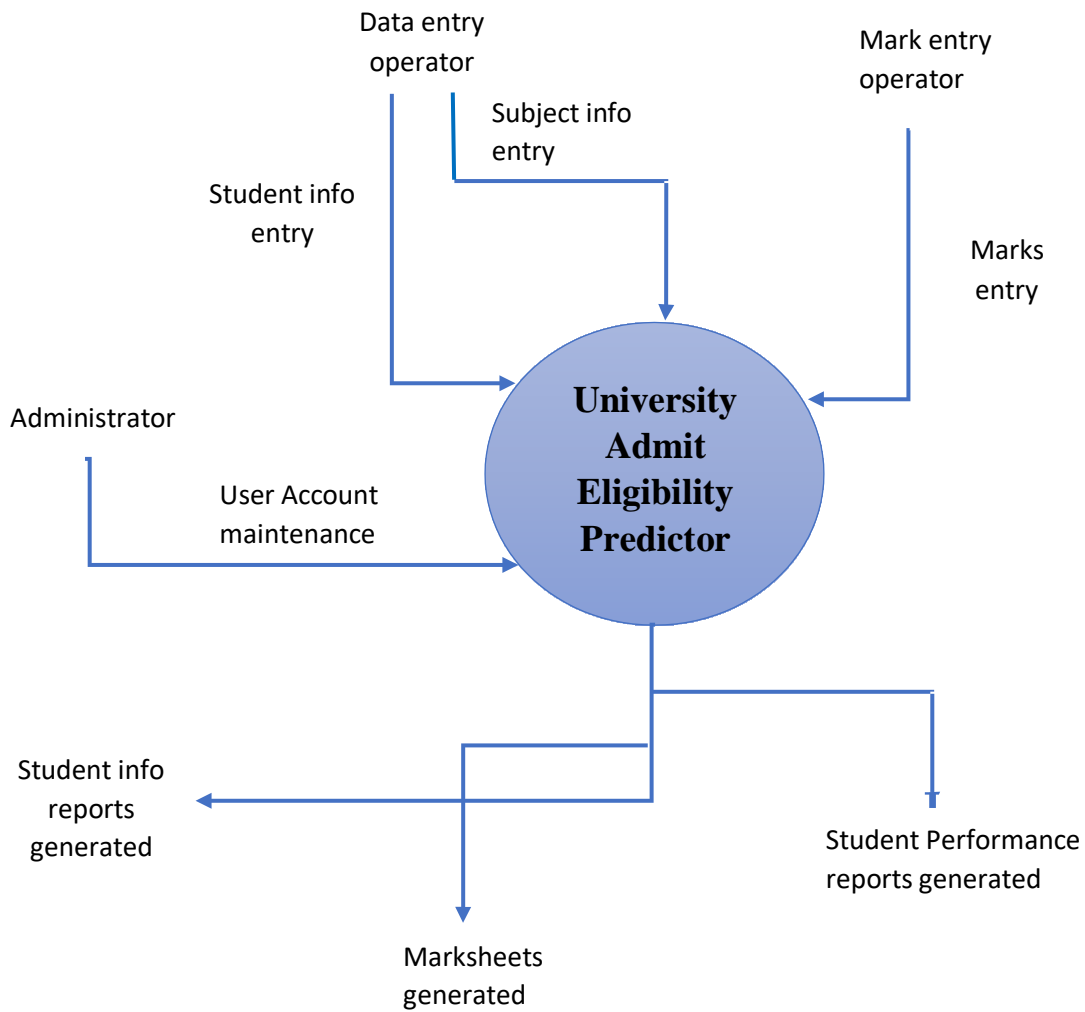 Data entry
operator
Mark entry
operator
Subject info
entry
Student info
entry
Marks
entry
University
Admit
Eligibility
Predictor
Administrator
User Account
maintenance
Student info
reports
generated
Student Performance
reports generated
Marksheets
generated